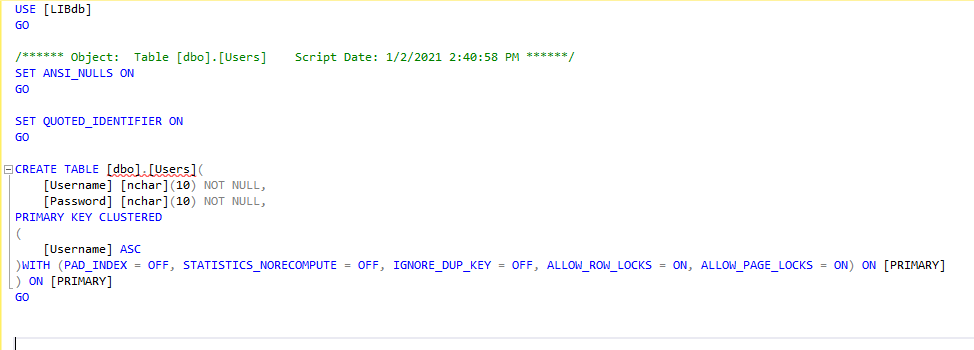 USE [LIBdb]
GO
/****** Object:  Table [dbo].[Users]    Script Date: 1/2/2021 2:40:58 PM ******/
SET ANSI_NULLS ON
GO
SET QUOTED_IDENTIFIER ON
GO
CREATE TABLE [dbo].[Users](
    [Username] [nchar](10) NOT NULL,
    [Password] [nchar](10) NOT NULL,
PRIMARY KEY CLUSTERED
(
    [Username] ASC
)WITH (PAD_INDEX = OFF, STATISTICS_NORECOMPUTE = OFF, IGNORE_DUP_KEY = OFF, ALLOW_ROW_LOCKS = ON, ALLOW_PAGE_LOCKS = ON) ON [PRIMARY]
) ON [PRIMARY]
GO